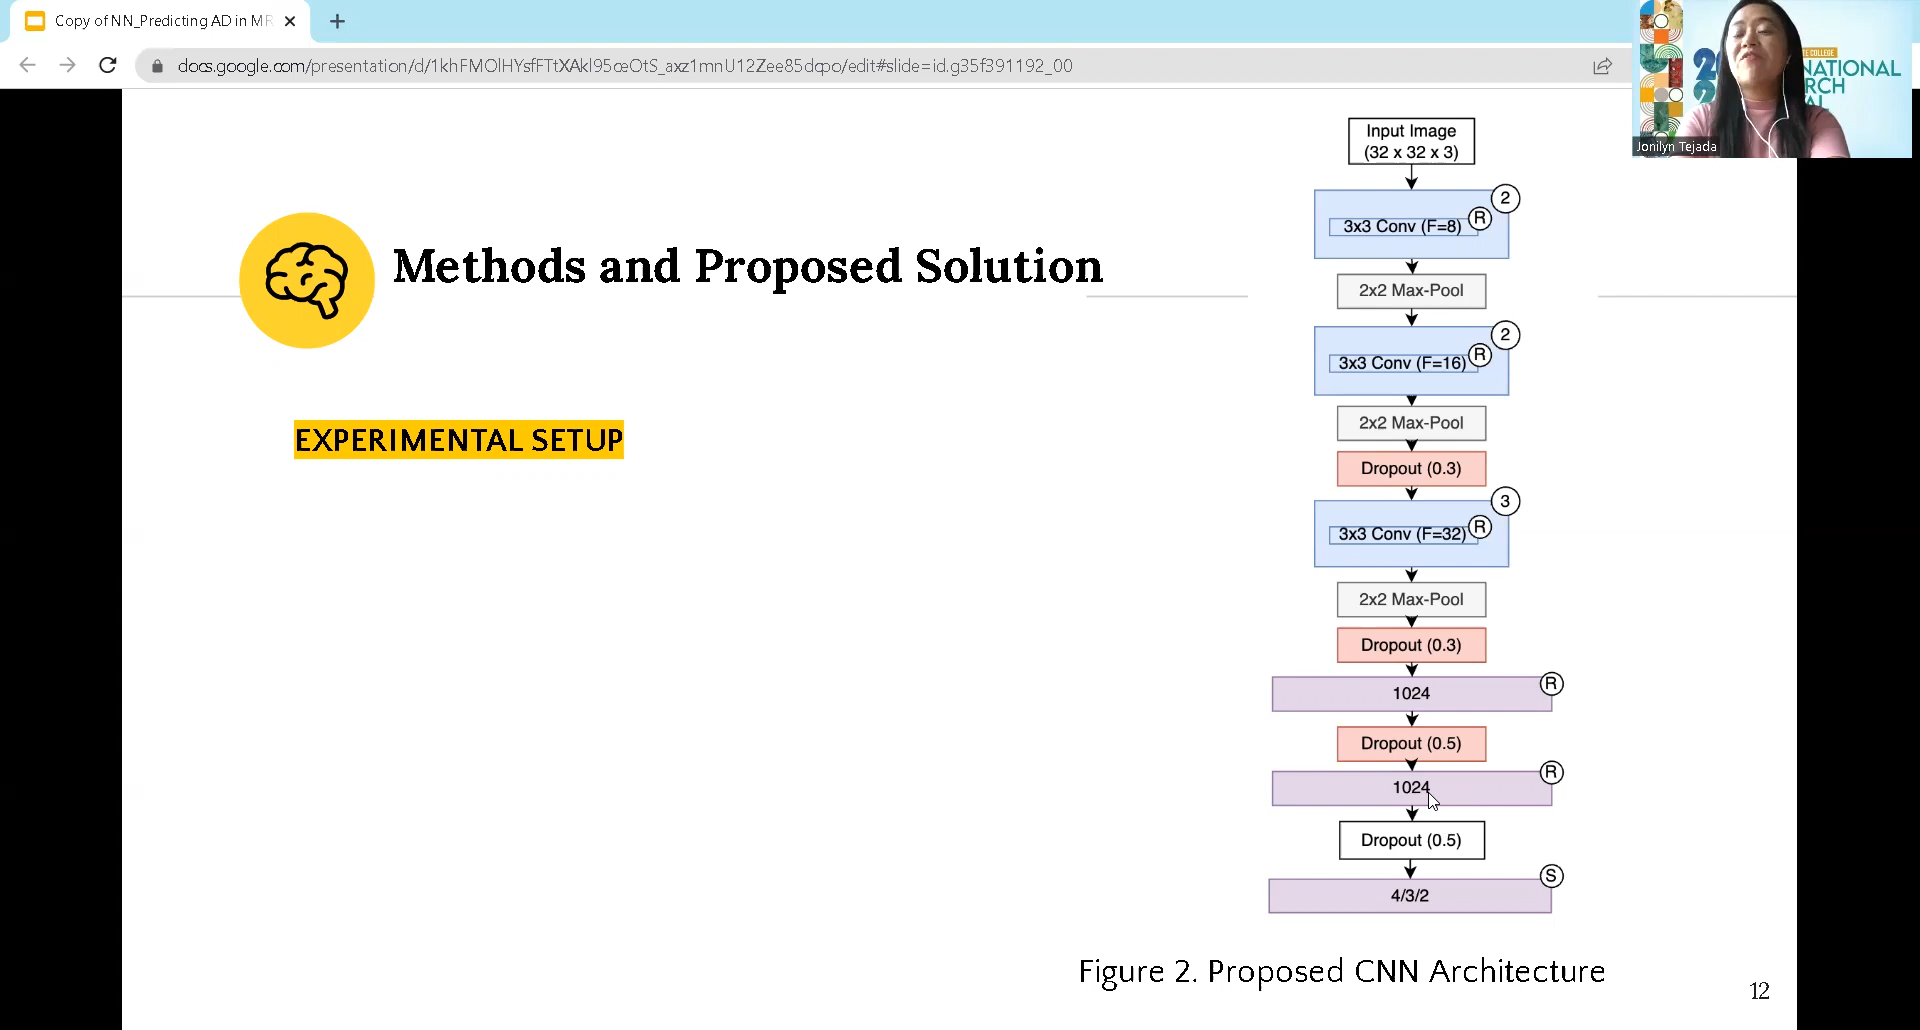 Copy of NN_Predicting AD in MR
docs.google.com/presentation/d/1khFMOlHYsfFTtXAkl95ceOtS_axz1mnU12Zee85dqpo/edit#slide=id.g35f391192_00
NATIONAL
RCH
Jonilyn Tejada
Methods and Proposed Solution
EXPERIMENTAL SETUP
Input Image
(32 x 32 x 3)
2
3x3 Conv (F=8) R
2x2 Max-Pool
2
3x3 Conv (F=16) R
2x2 Max-Pool
Dropout (0.3)
3
3x3 Conv (F=32) R
2x2 Max-Pool
Dropout (0.3)
1024 R
Dropout (0.5)
1024 R
Dropout (0.5)
4/3/2 S
Figure 2. Proposed CNN Architecture
12